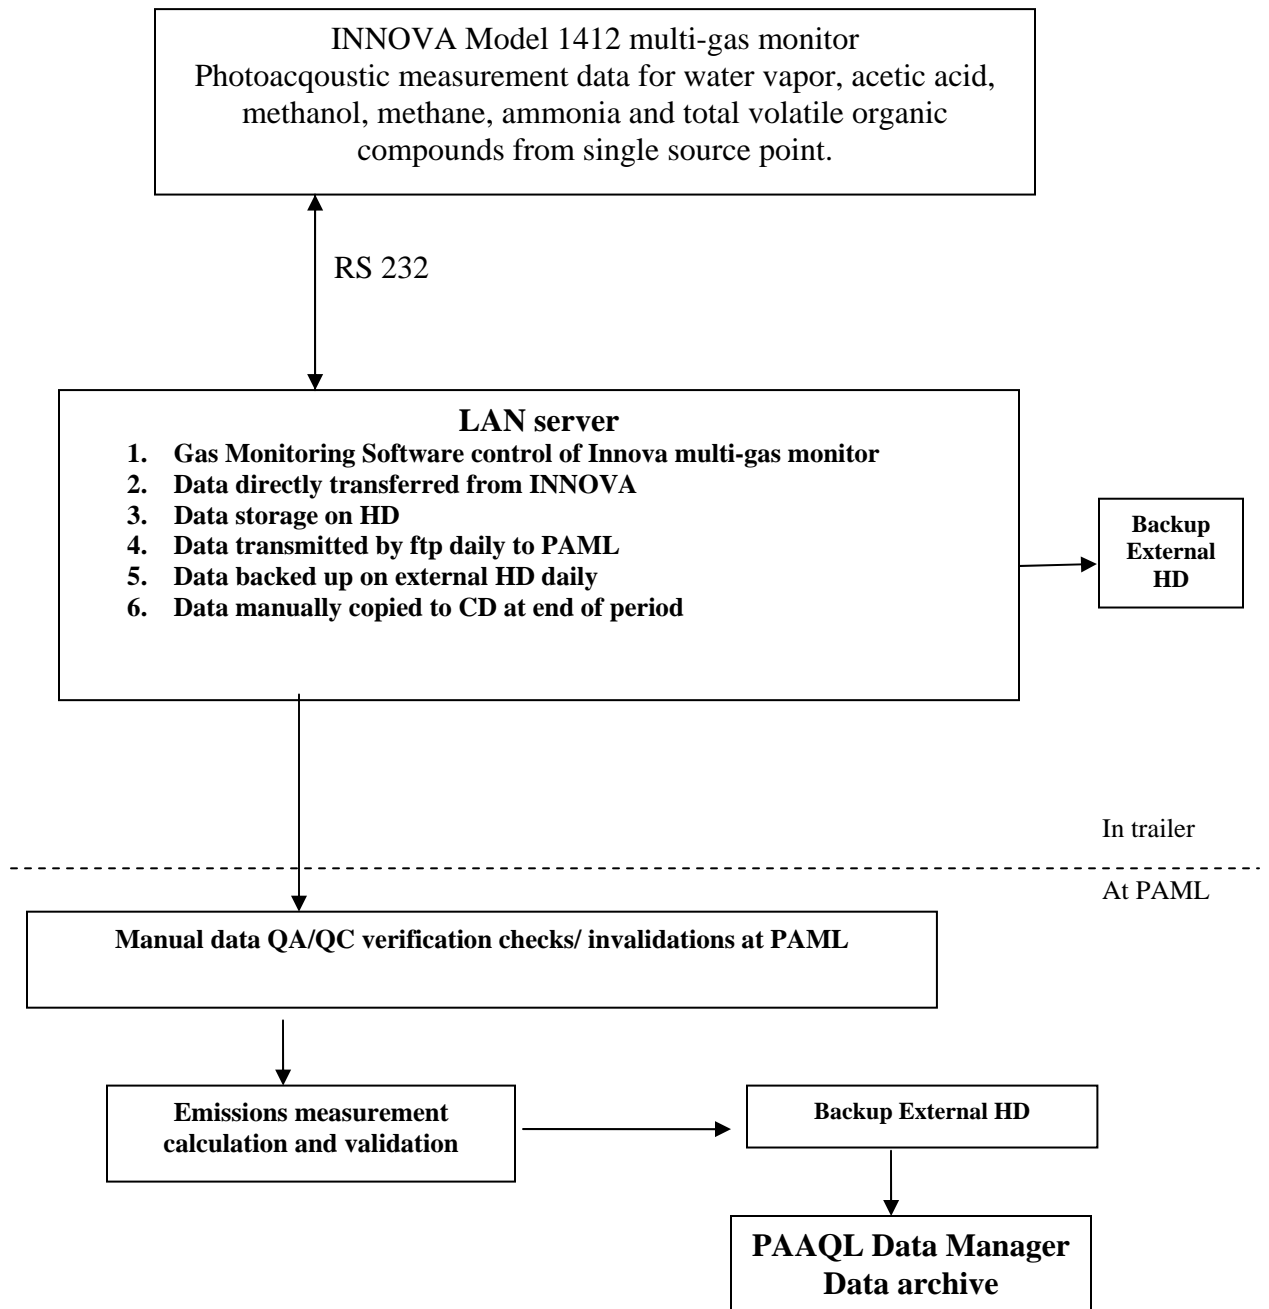 INNOVA Model 1412 multi-gas monitor
Photoacqoustic measurement data for water vapor, acetic acid,
methanol, methane, ammonia and total volatile organic
compounds from single source point.
RS 232
LAN server
1. Gas Monitoring Software control of Innova multi-gas monitor
2. Data directly transferred from INNOVA
3. Data storage on HD
4. Data transmitted by ftp daily to PAML
5. Data backed up on external HD daily
6. Data manually copied to CD at end of period
Backup
External
HD
In trailer
At PAML
Manual data QA/QC verification checks/ invalidations at PAML
Emissions measurement
calculation and validation
Backup External HD
PAAQL Data Manager
Data archive